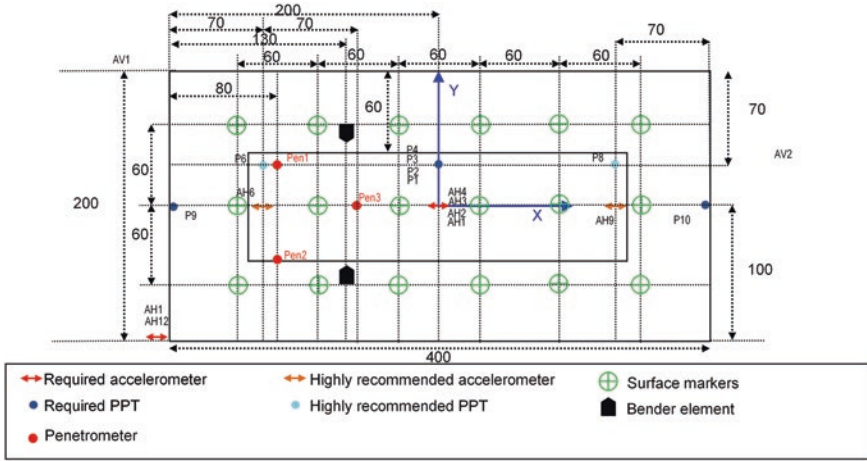 200
70 70
130
60 60 60 60
70
AV1
80
60
Y
70
P4
P3
P2
P1
P6
Pen1
P8
AV2
60
200
AH6
Pen3
AH4
AH3
AH2
AH1
X
AH9
P9
P10
60
Pen2
100
AH1
AH12
400
Required accelerometer
Highly recommended accelerometer
Surface markers
Required PPT
Highly recommended PPT
Bender element
Penetrometer